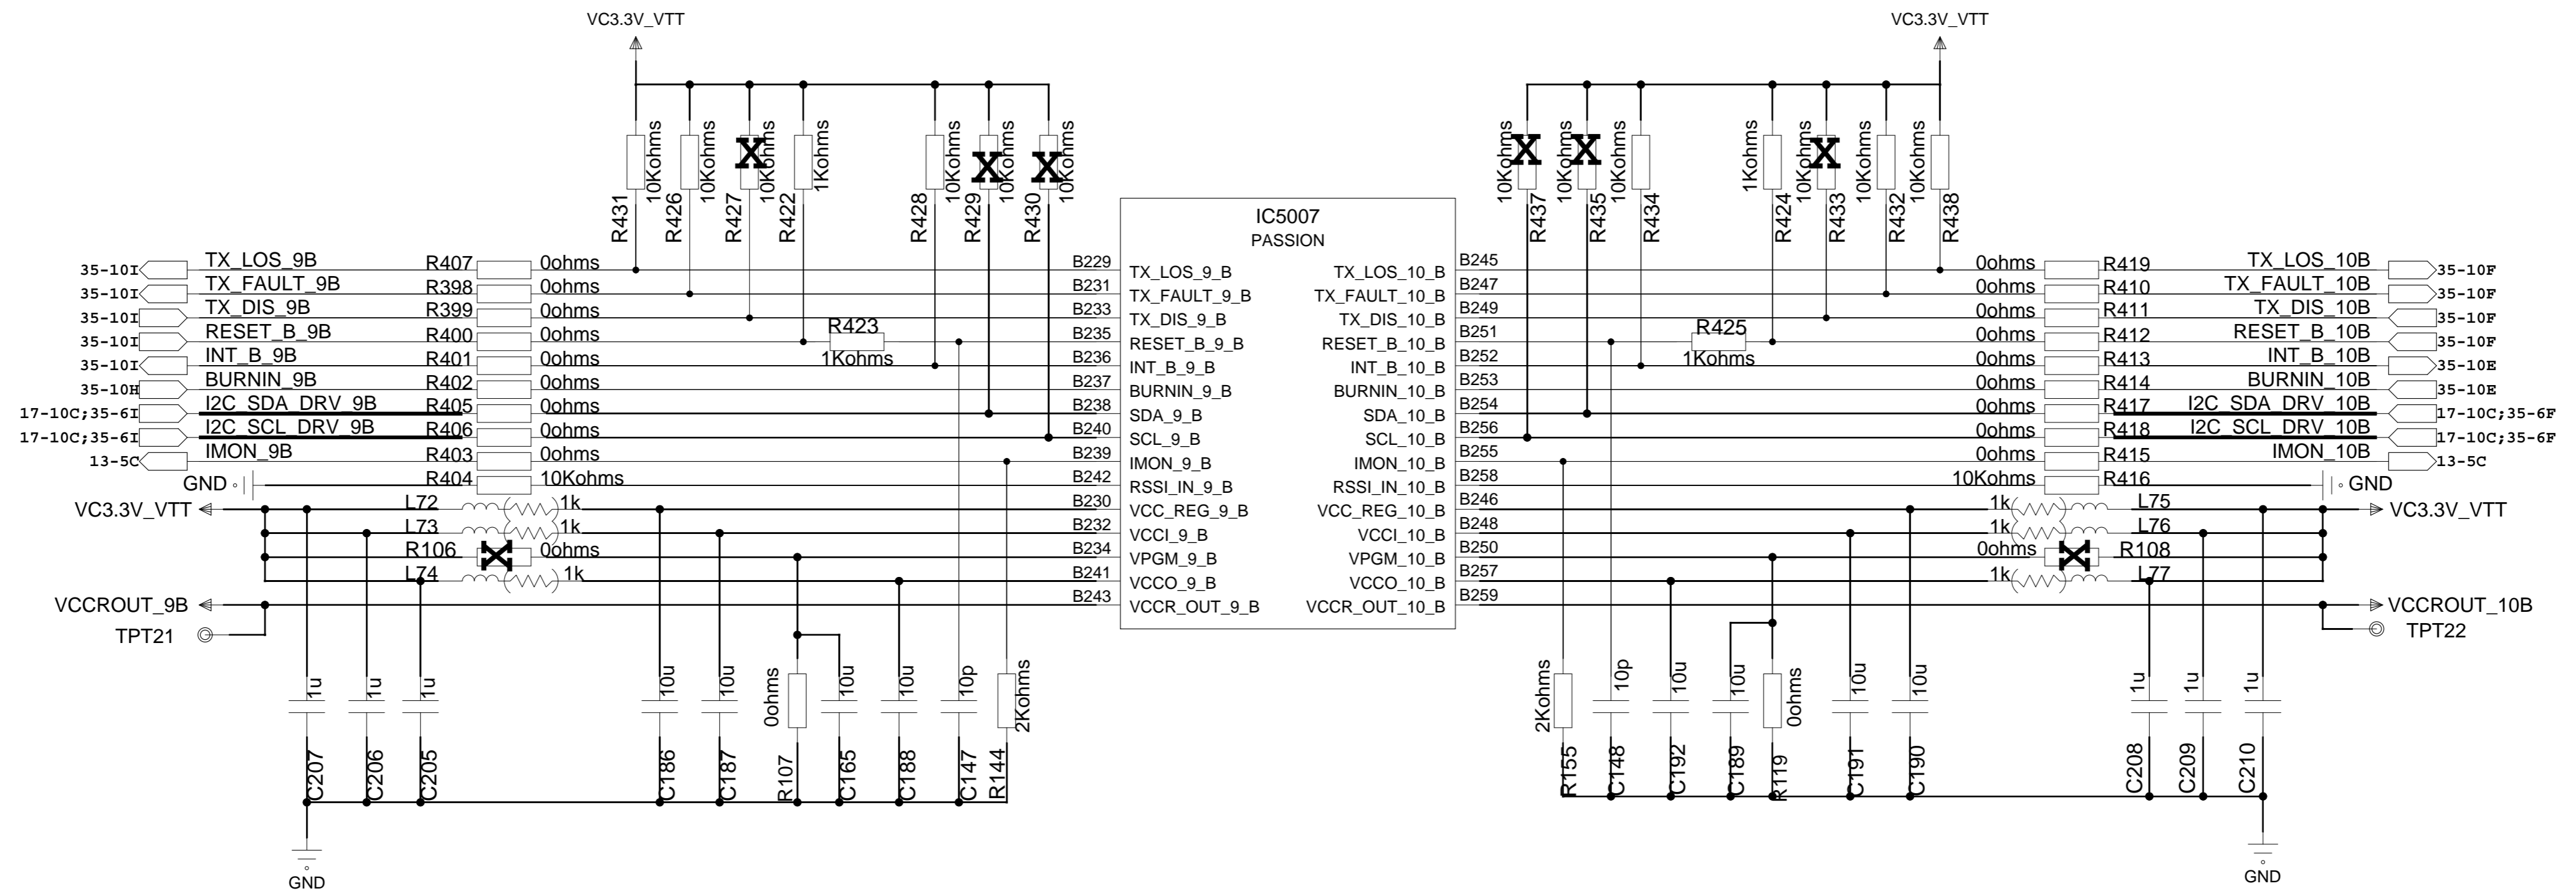 VC3.3V_VTT
VC3.3V_VTT
10Kohms
10Kohms
10Kohms
1Kohms
10Kohms
10Kohms
10Kohms
10Kohms
10Kohms
10Kohms
1Kohms
10Kohms
10Kohms
10Kohms
R431
R426
R427
R422
R428
R429
R430
R437
R435
R434
R424
R433
R432
R438
IC5007
PASSION
35-10I TX_LOS_9B R407 0ohms B229 TX_LOS_9_B TX_LOS_10_B B245 0ohms R419 TX_LOS_10B 35-10F
35-10I TX_FAULT_9B R398 0ohms B231 TX_FAULT_9_B TX_FAULT_10_B B247 0ohms R410 TX_FAULT_10B 35-10F
35-10I TX_DIS_9B R399 0ohms B233 TX_DIS_9_B TX_DIS_10_B B249 0ohms R411 TX_DIS_10B 35-10F
35-10I RESET_B_9B R400 0ohms R423 1Kohms B235 RESET_B_9_B RESET_B_10_B B251 R425 1Kohms 0ohms R412 RESET_B_10B 35-10F
35-10I INT_B_9B R401 0ohms B236 INT_B_9_B INT_B_10_B B252 0ohms R413 INT_B_10B 35-10E
35-10H BURNIN_9B R402 0ohms B237 BURNIN_9_B BURNIN_10_B B253 0ohms R414 BURNIN_10B 35-10E
17-10C;35-6I I2C_SDA_DRV_9B R405 0ohms B238 SDA_9_B SDA_10_B B254 0ohms R417 I2C_SDA_DRV_10B 17-10C;35-6F
17-10C;35-6I I2C_SCL_DRV_9B R406 0ohms B240 SCL_9_B SCL_10_B B256 0ohms R418 I2C_SCL_DRV_10B 17-10C;35-6F
13-5C IMON_9B R403 0ohms B239 IMON_9_B IMON_10_B B255 0ohms R415 IMON_10B 13-5C
GND R404 10Kohms B242 RSSI_IN_9_B RSSI_IN_10_B B258 10Kohms R416 GND
VC3.3V_VTT L72 1k B230 VCC_REG_9_B VCC_REG_10_B B246 1k L75 VC3.3V_VTT
L73 1k B232 VCCI_9_B VCCI_10_B B248 1k L76
R106 0ohms B234 VPGM_9_B VPGM_10_B B250 0ohms R108
L74 1k B241 VCCO_9_B VCCO_10_B B257 1k L77
VCCROUT_9B B243 VCCR_OUT_9_B VCCR_OUT_10_B B259 VCCROUT_10B
TPT21
TPT22
1u
1u
1u
10u
10u
0ohms
10u
10u
10p
2Kohms
2Kohms
10p
10u
10u
0ohms
10u
10u
1u
1u
1u
C207
C206
C205
C186
C187
R107
C165
C188
C147
R144
R155
C148
C192
C189
R119
C191
C190
C208
C209
C210
GND
GND